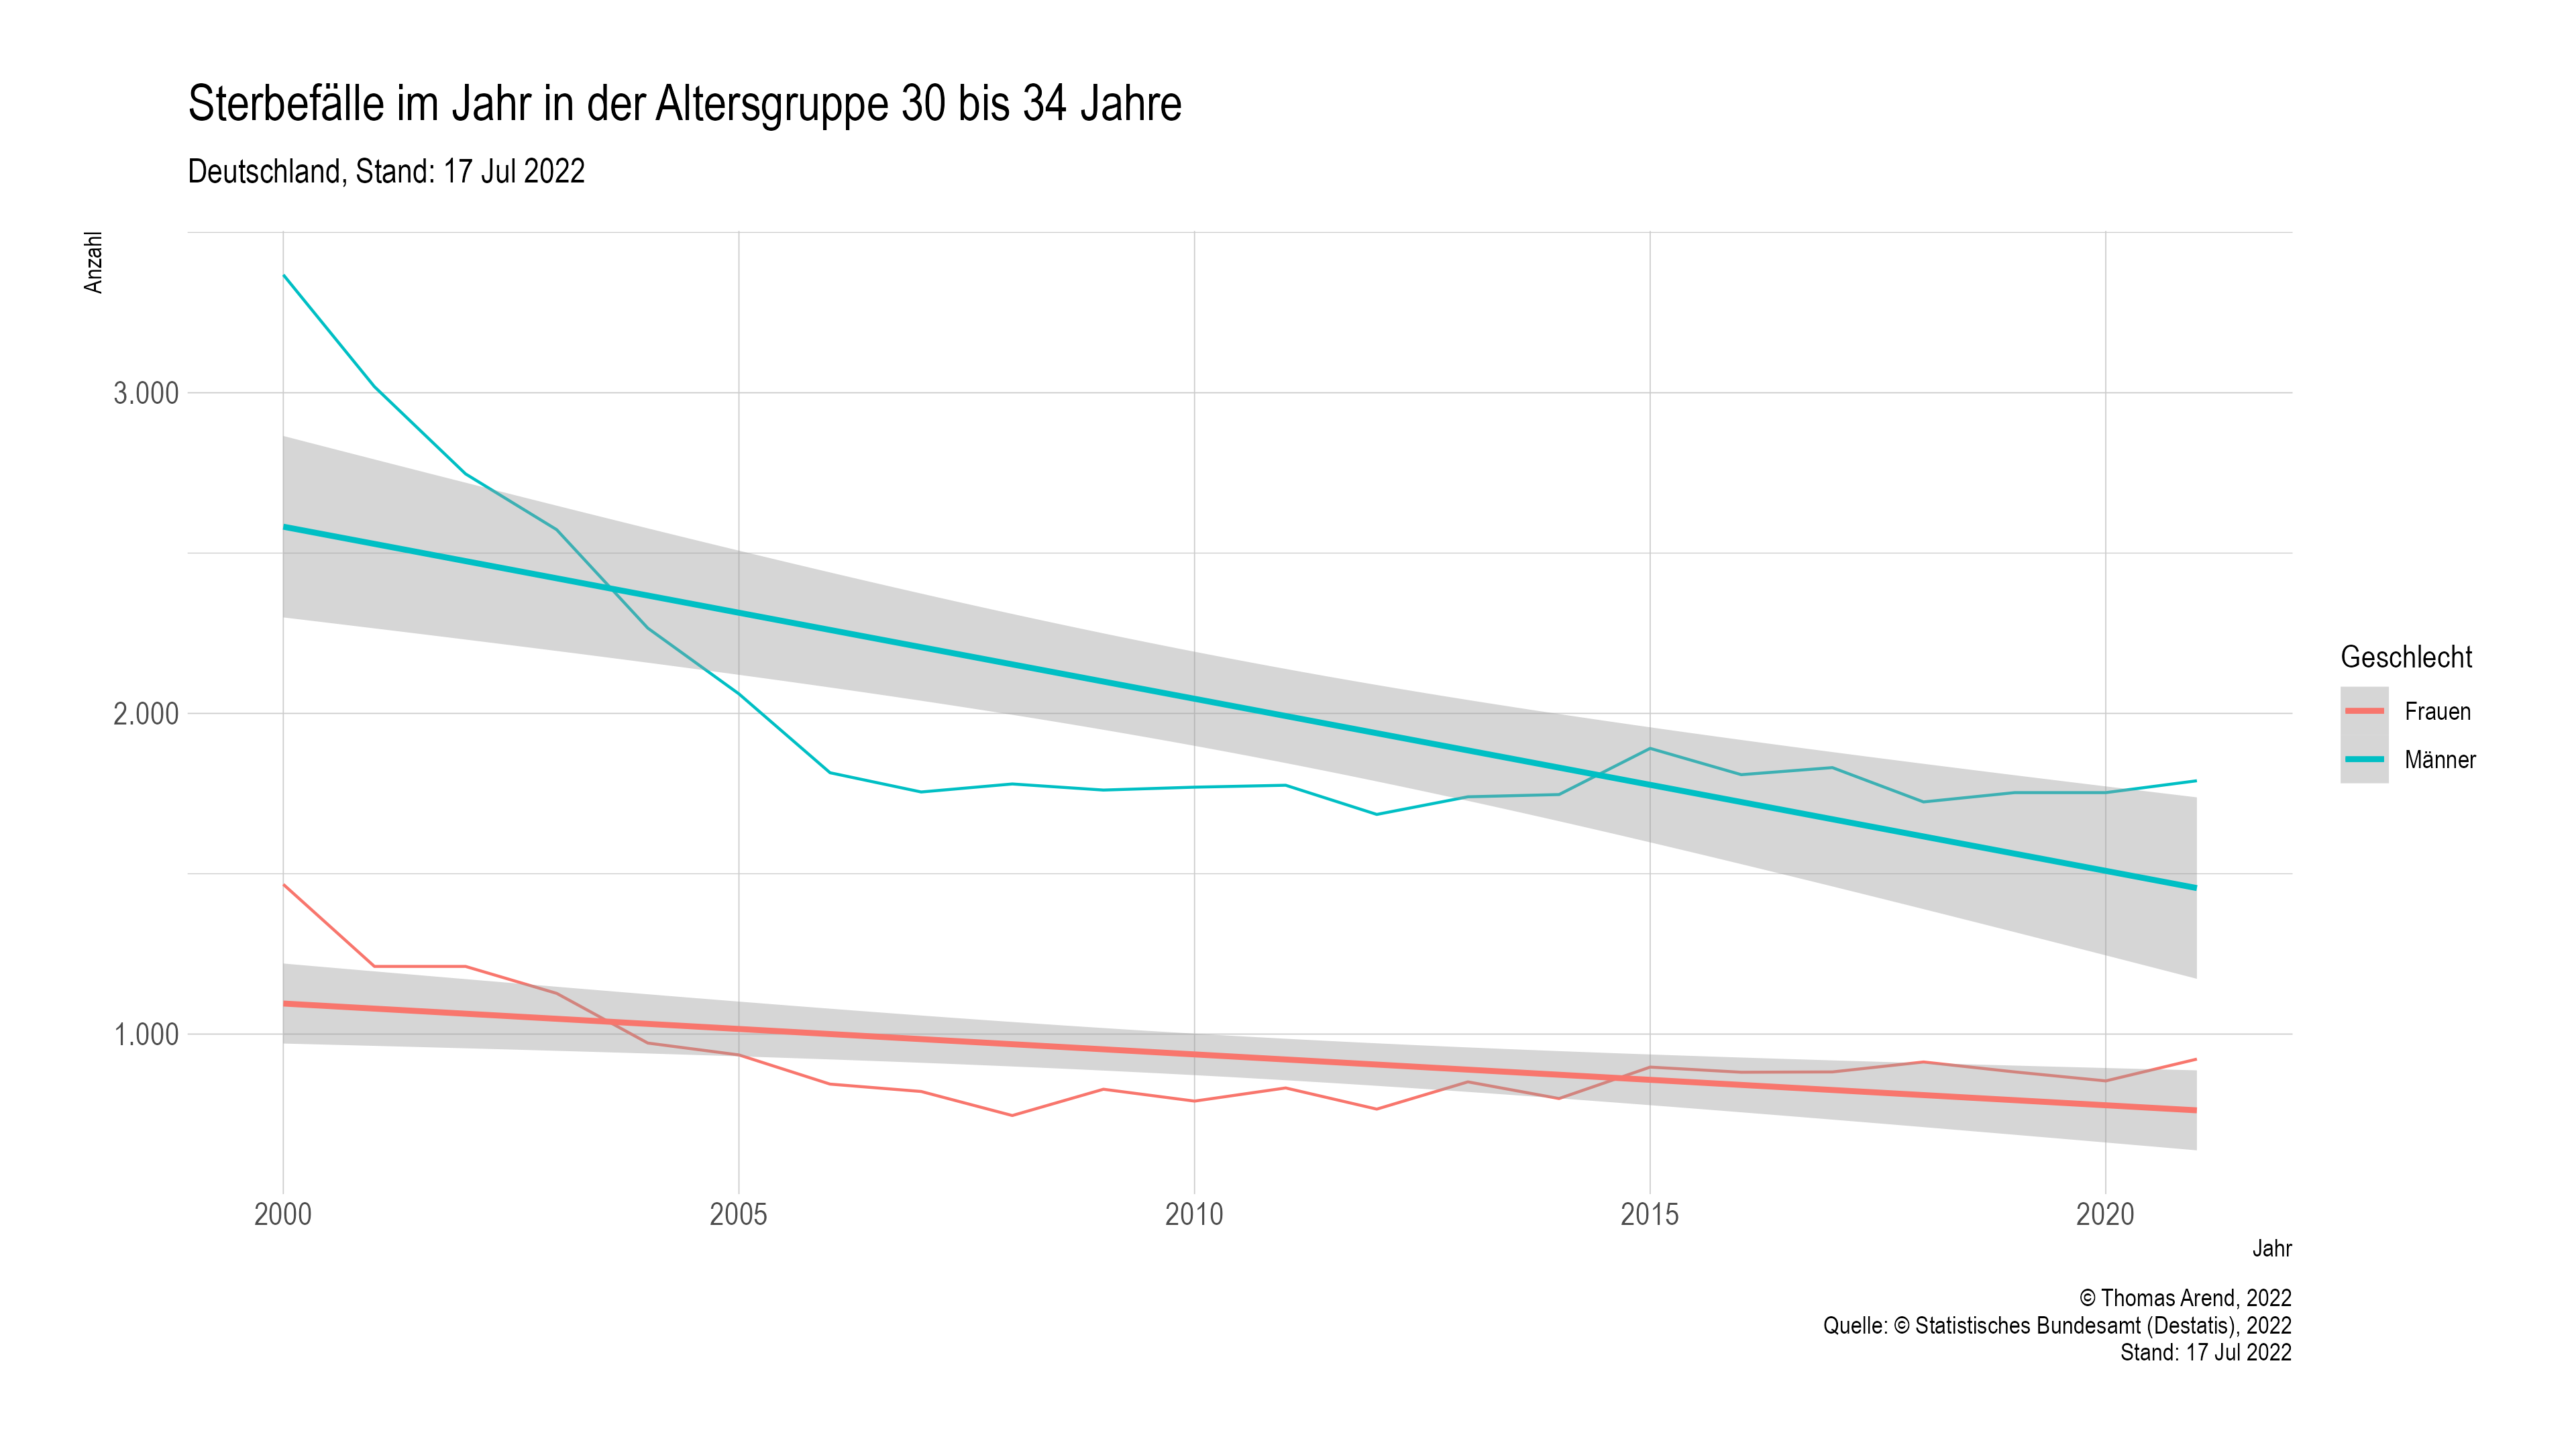 Sterbefälle im Jahr in der Altersgruppe 30 bis 34 Jahre
Deutschland, Stand: 17 Jul 2022
Anzahl
3.000
2.000
1.000
2000
2005
2010
2015
2020
Jahr
Geschlecht
Frauen
Männer
© Thomas Arend, 2022
Quelle: © Statistisches Bundesamt (Destatis), 2022
Stand: 17 Jul 2022